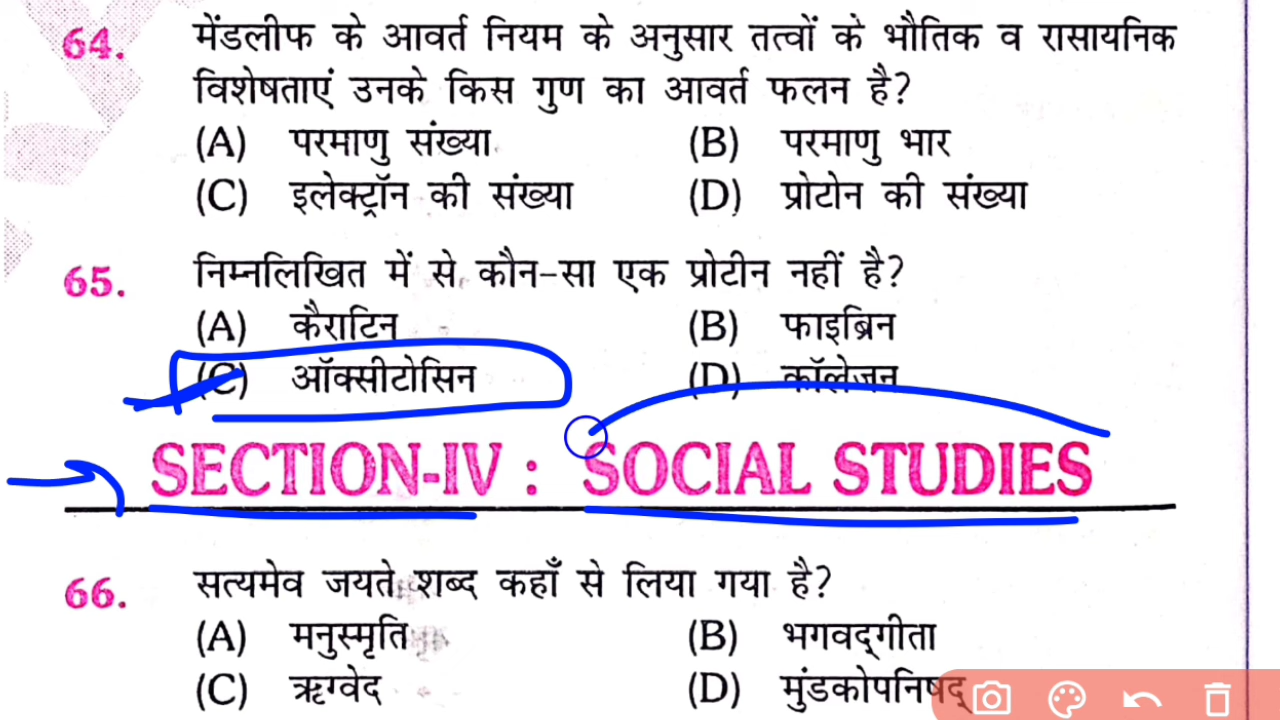 64. मेंडलीफ के आवर्त नियम के अनुसार तत्वों के भौतिक व रासायनिक
विशेषताएं उनके किस गुण का आवर्त फलन है?
(A) परमाणु संख्या (B) परमाणु भार
(C) इलेक्ट्रॉन की संख्या (D) प्रोटोन की संख्या
65. निम्नलिखित में से कौन-सा एक प्रोटीन नहीं है?
(A) कैराटिन (B) फाइब्रिन
(C) ऑक्सीटोसिन (D) कॉलेजन
SECTION-IV : SOCIAL STUDIES
66. सत्यमेव जयते शब्द कहाँ से लिया गया है?
(A) मनुस्मृति (B) भगवद्गीता
(C) ऋग्वेद (D) मुंडकोपनिषद्